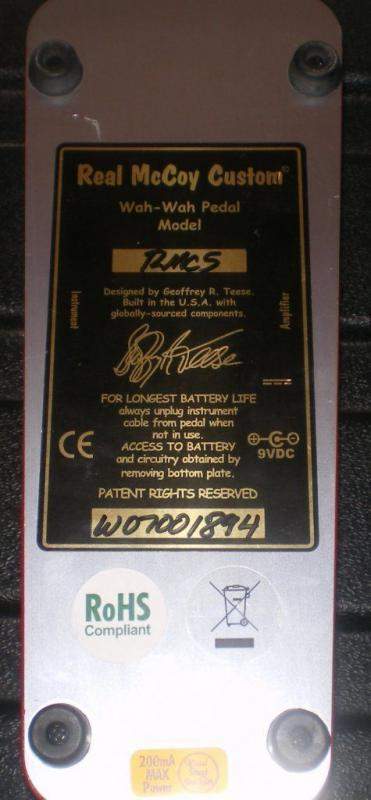 Real McCoy Custom©
Wah-Wah Pedal
Model
RMC5
Designed by Geoffrey R. Teese.
Built in the U.S.A. with
globally-sourced components.
Instrument
Amplifier
FOR LONGEST BATTERY LIFE
always unplug instrument
cable from pedal when
not in use.
ACCESS TO BATTERY
and circuitry obtained by
removing bottom plate.
CE
9VDC
PATENT RIGHTS RESERVED
W07001894
RoHS
Compliant
200mA
MAX
Power